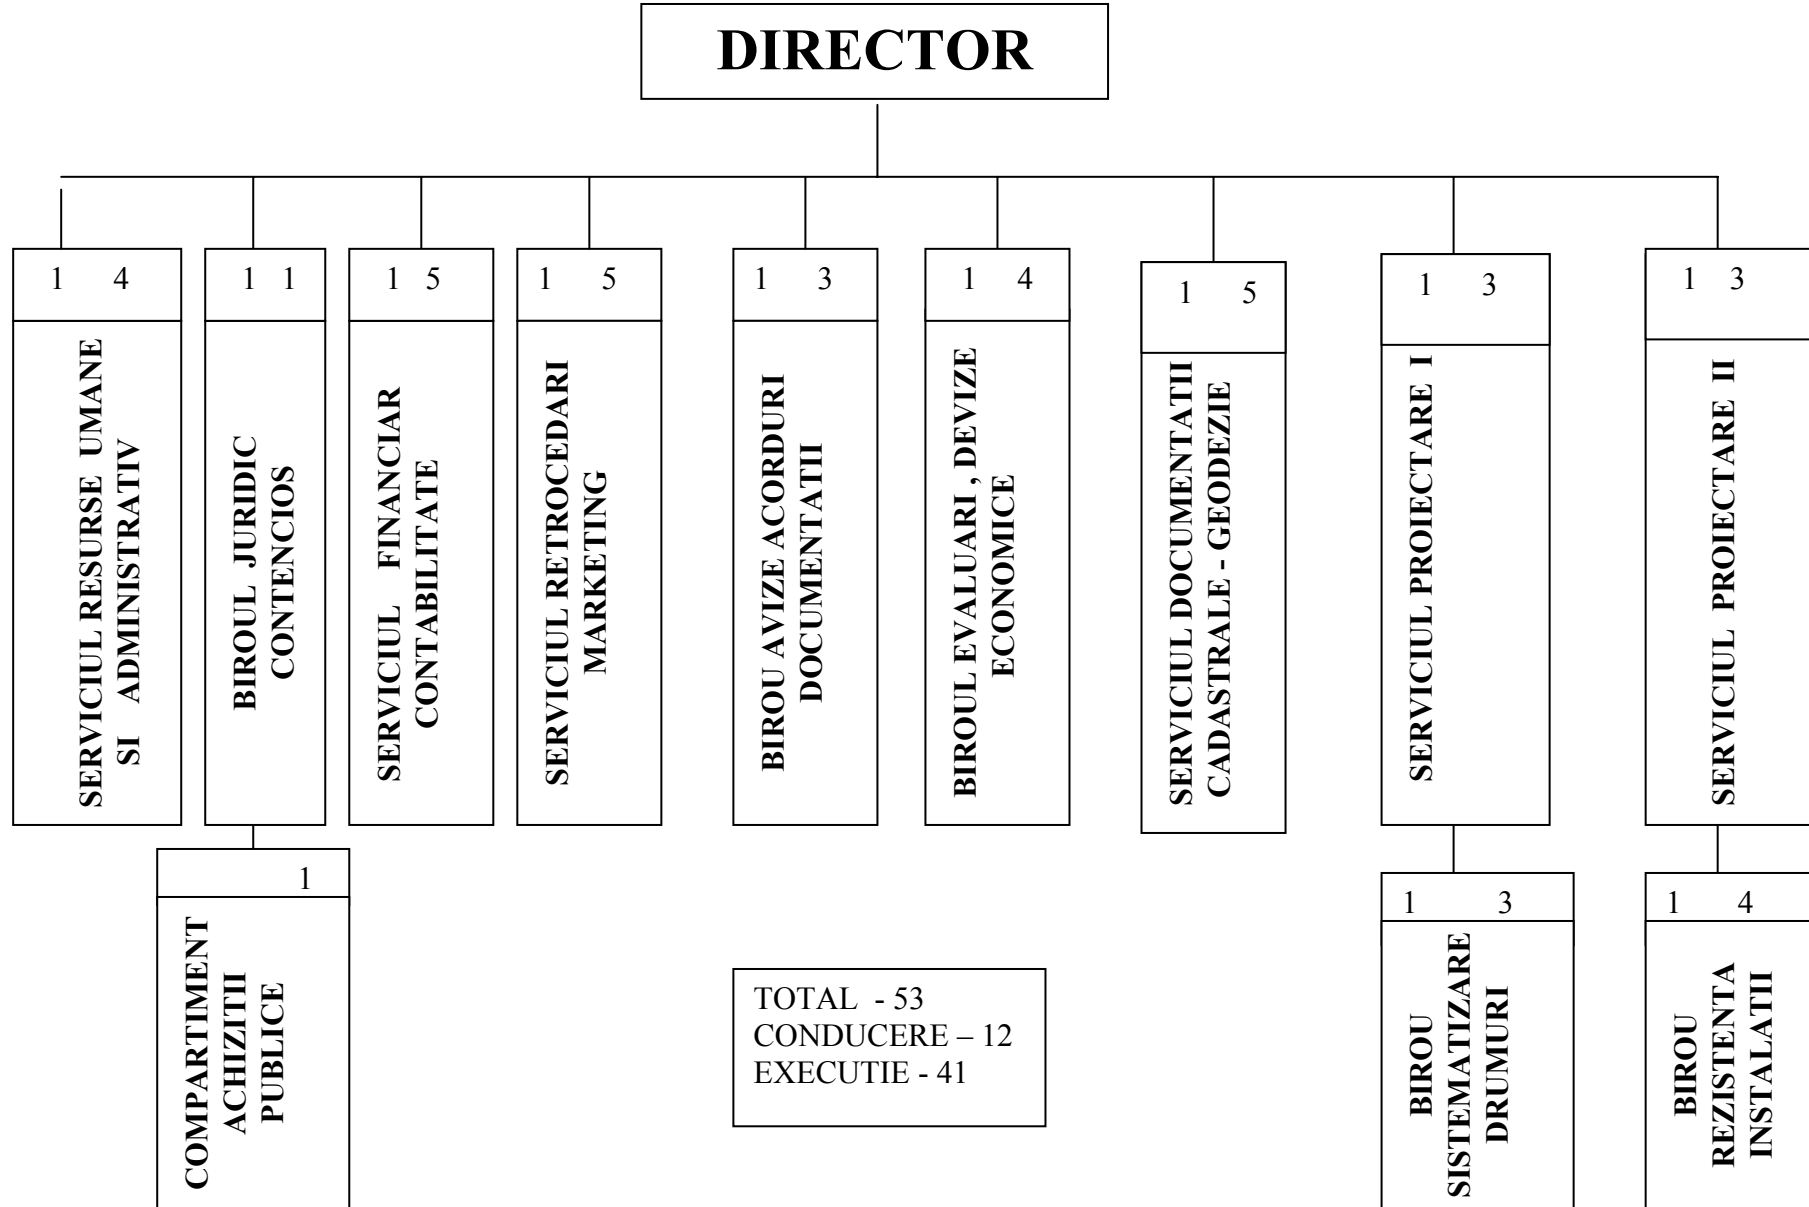 DIRECTOR
1 4
SERVICIUL RESURSE UMANE
SI ADMINISTRATIV
1 1
BIROUL JURIDIC
CONTENCIOS
1 5
SERVICIUL FINANCIAR
CONTABILITATE
1 5
SERVICIUL RETROCEDARI
MARKETING
1 3
BIROU AVIZE ACORDURI
DOCUMENTATII
1 4
BIROUL EVALUARI , DEVIZE
ECONOMICE
1 5
SERVICIUL DOCUMENTATII
CADASTRALE - GEODEZIE
1 3
SERVICIUL PROIECTARE I
1 3
SERVICIUL PROIECTARE II
1
COMPARTIMENT
ACHIZITII
PUBLICE
TOTAL - 53
CONDUCERE – 12
EXECUTIE - 41
1 3
BIROU
SISTEMATIZARE
DRUMURI
1 4
BIROU
REZISTENTA
INSTALATII